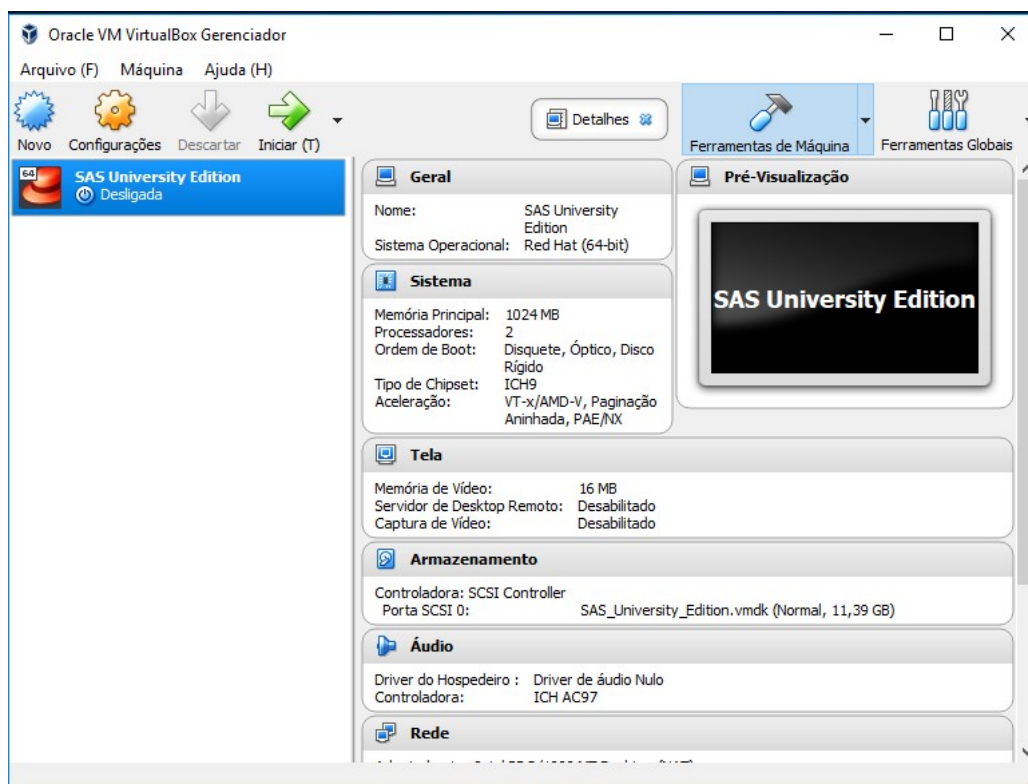 Oracle VM VirtualBox Gerenciador
Arquivo (F) Máquina Ajuda (H)
Novo Configurações Descartar Iniciar (T) Detalhes Ferramentas de Máquina Ferramentas Globais
64
SAS University Edition
Desligada
Geral
Nome: SAS University
Edition
Sistema Operacional: Red Hat (64-bit)
Pré-Visualização
SAS University Edition
Sistema
Memória Principal: 1024 MB
Processadores: 2
Ordem de Boot: Disquete, Óptico, Disco
Rígido
Tipo de Chipset: ICH9
Aceleração: VT-x/AMD-V, Paginação
Aninhada, PAE/NX
Tela
Memória de Vídeo: 16 MB
Servidor de Desktop Remoto: Desabilitado
Captura de Vídeo: Desabilitado
Armazenamento
Controladora: SCSI Controller
Porta SCSI 0: SAS_University_Edition.vmdk (Normal, 11,39 GB)
Áudio
Driver do Hospedeiro : Driver de áudio Nulo
Controladora: ICH AC97
Rede